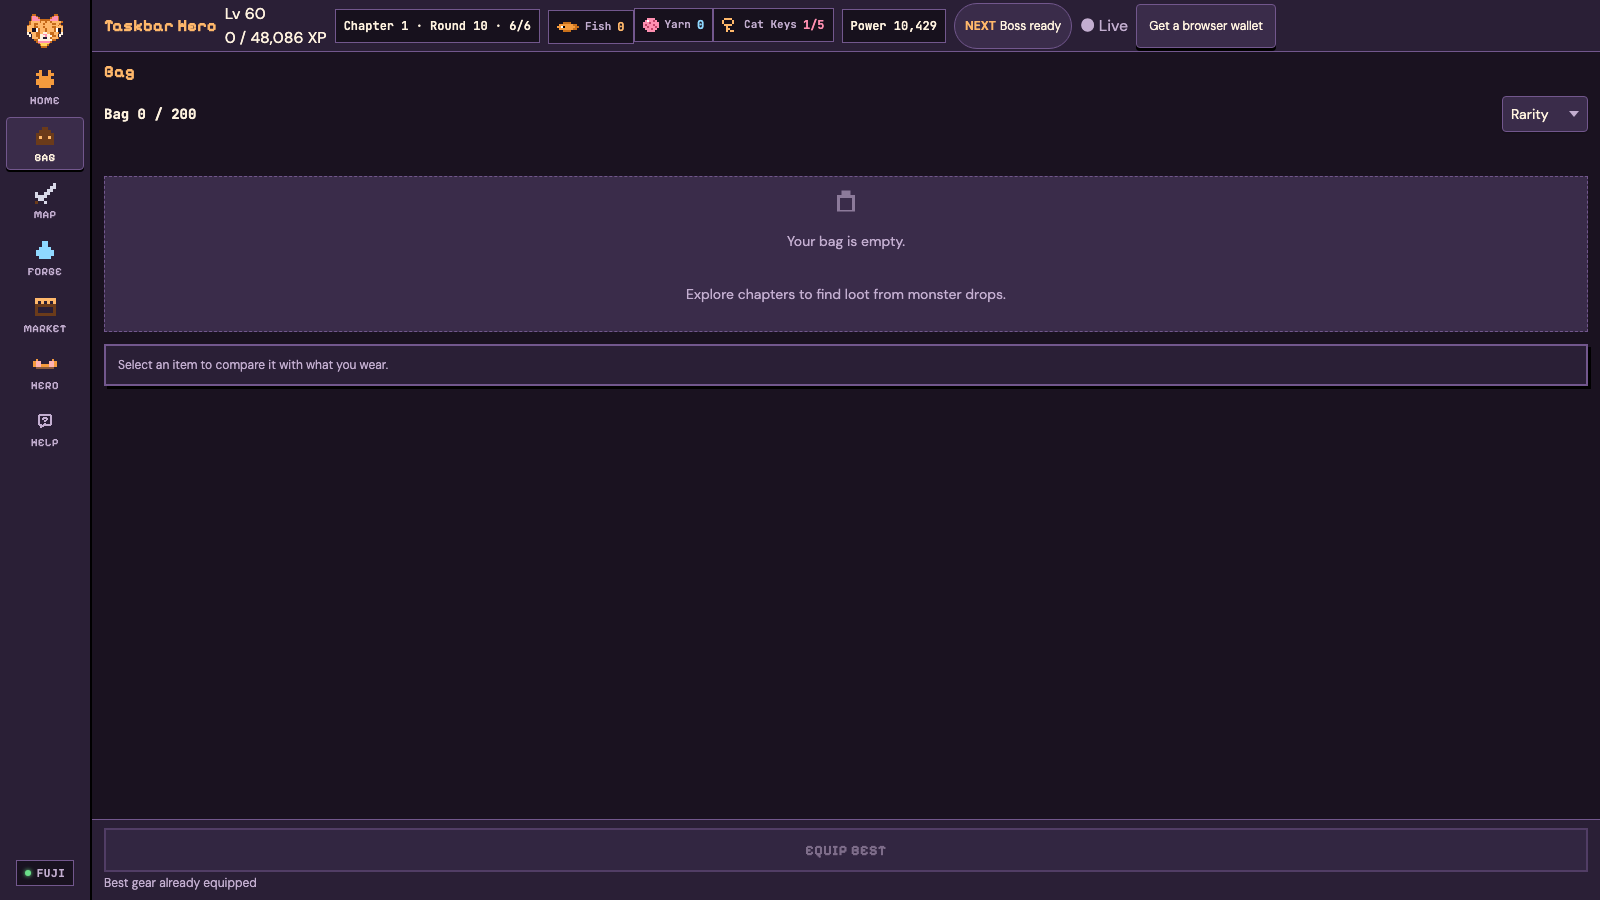 Taskbar Hero
Lv 60
0 / 48,086 XP
Chapter 1 · Round 10 · 6/6
Fish 0
Yarn 0
Cat Keys 1/5
Power 10,429
NEXT Boss ready
Live
Get a browser wallet
HOME
BAG
MAP
FORGE
MARKET
HERO
HELP
FUJI
Bag
Bag 0 / 200
Rarity
Your bag is empty.
Explore chapters to find loot from monster drops.
Select an item to compare it with what you wear.
EQUIP BEST
Best gear already equipped